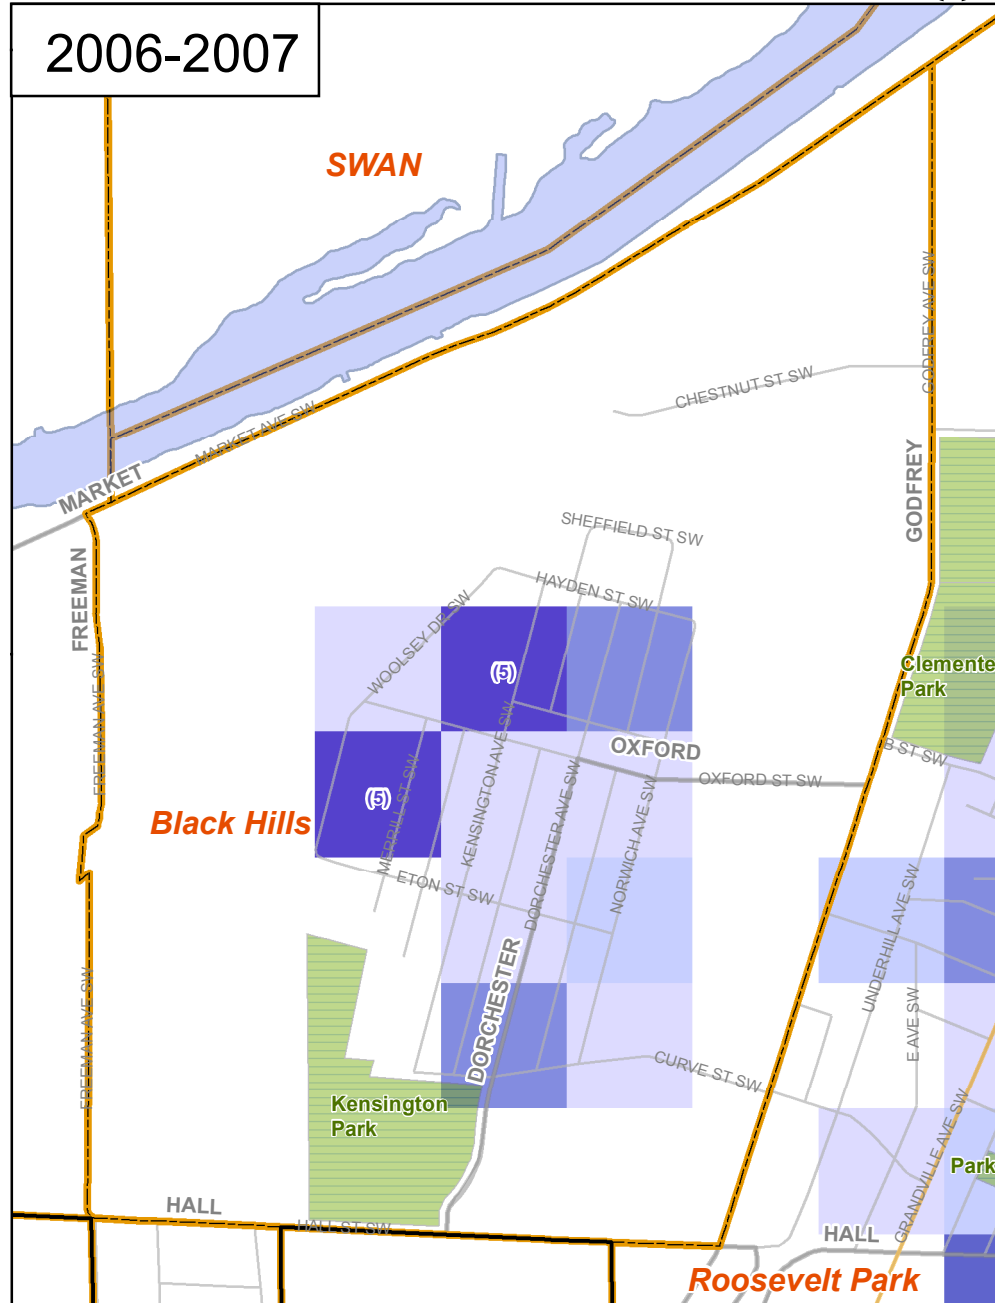 2006-2007
SWAN
CHESTNUT ST SW
GODFREY AVE SW
MARKET AVE SW
MARKET
GODFREY
SHEFFIELD ST SW
FREEMAN
HAYDEN ST SW
WOOLSEY DR SW
FREEMAN AVE SW
(5)
Clemente
Park
KENSINGTON AVE SW
OXFORD
B ST SW
OXFORD ST SW
(5)
MERRILL ST SW
DORCHESTER AVE SW
NORWICH AVE SW
Black Hills
ETON ST SW
UNDERHILL AVE SW
DORCHESTER
FREEMAN AVE SW
E AVE SW
CURVE ST SW
Kensington
Park
GRANDVILLE AVE SW
Park
HALL
HALL ST SW
HALL
Roosevelt Park